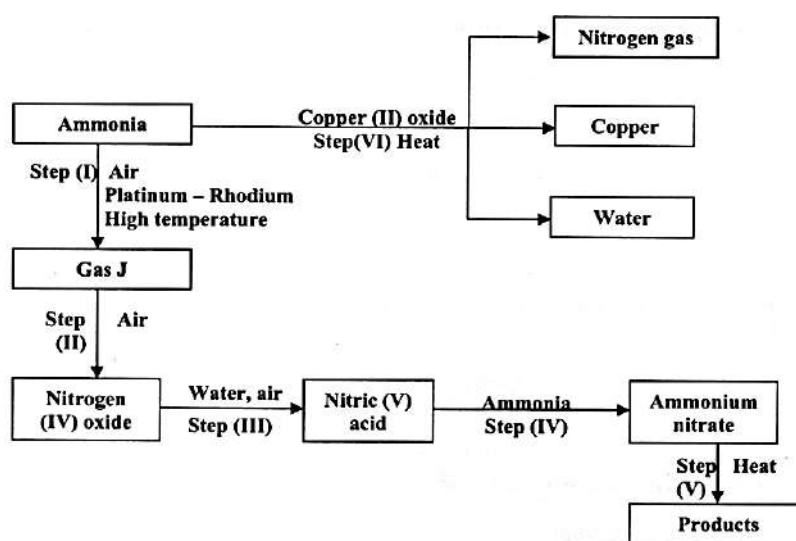 Nitrogen gas
Ammonia
Copper (II) oxide
Step(VI) Heat
Copper
Step (I) Air
Platinum – Rhodium
High temperature
Water
Gas J
Step Air
(II)
Nitrogen
(IV) oxide
Water, air
Step (III)
Nitric (V)
acid
Ammonia
Step (IV)
Ammonium
nitrate
Step Heat
(V)
Products